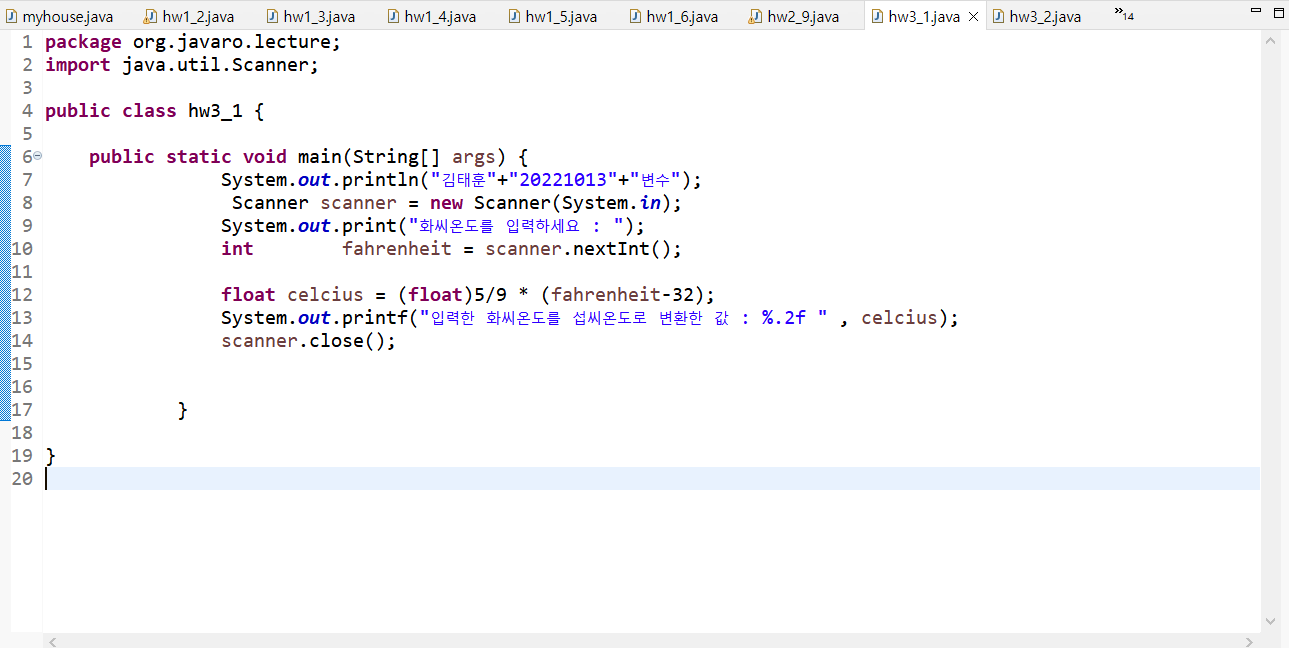 myhouse.java hw1_2.java hw1_3.java hw1_4.java hw1_5.java hw1_6.java hw2_9.java hw3_1.java hw3_2.java »14
1 package org.javaro.lecture;
2 import java.util.Scanner;
3
4 public class hw3_1 {
5
6 public static void main(String[] args) {
7 System.out.println("김태훈"+"20221013"+"변수");
8 Scanner scanner = new Scanner(System.in);
9 System.out.print("화씨온도를 입력하세요 : ");
10 int fahrenheit = scanner.nextInt();
11
12 float celcius = (float)5/9 * (fahrenheit-32);
13 System.out.printf("입력한 화씨온도를 섭씨온도로 변환한 값 : %.2f " , celcius);
14 scanner.close();
15
16
17 }
18
19 }
20